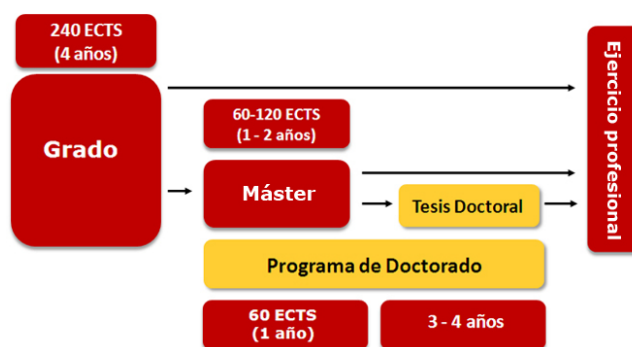 240 ECTS
(4 años)
Grado
60-120 ECTS
(1 - 2 años)
Máster
Tesis Doctoral
Programa de Doctorado
60 ECTS
(1 año)
3 - 4 años
Ejercicio profesional